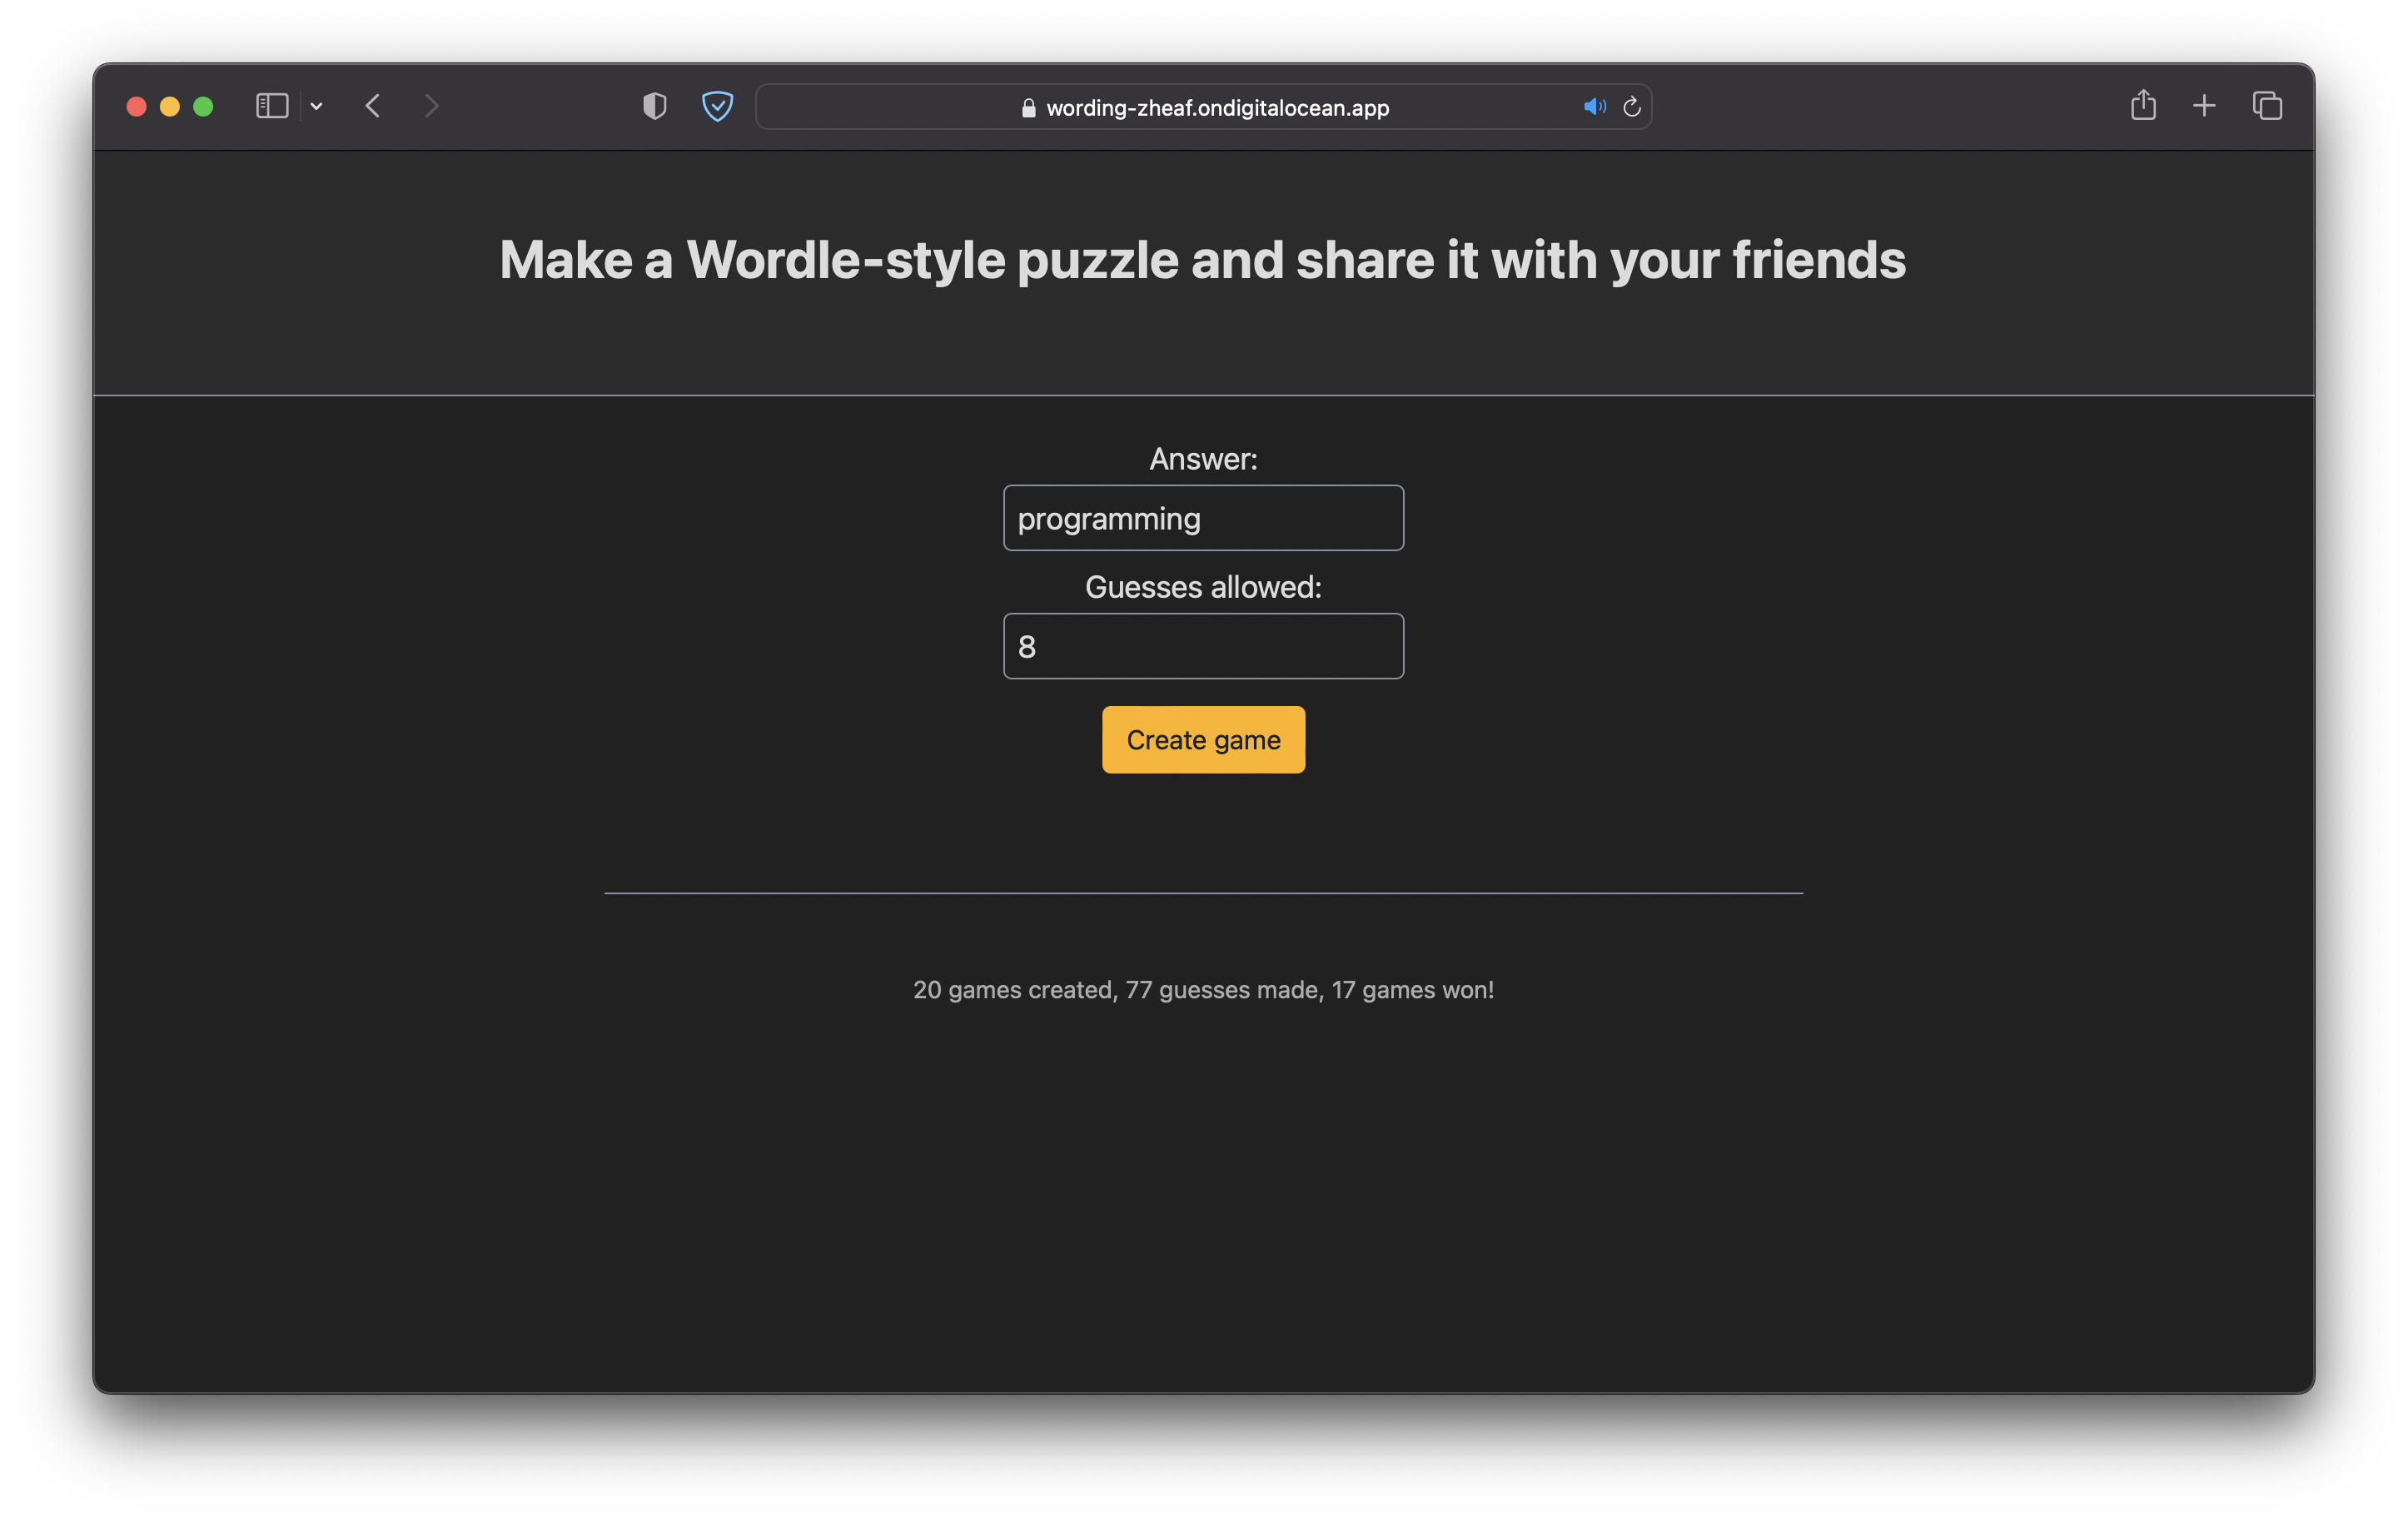 wording-zheaf.ondigitalocean.app
Make a Wordle-style puzzle and share it with your friends
Answer:
programming
Guesses allowed:
8
Create game
20 games created, 77 guesses made, 17 games won!